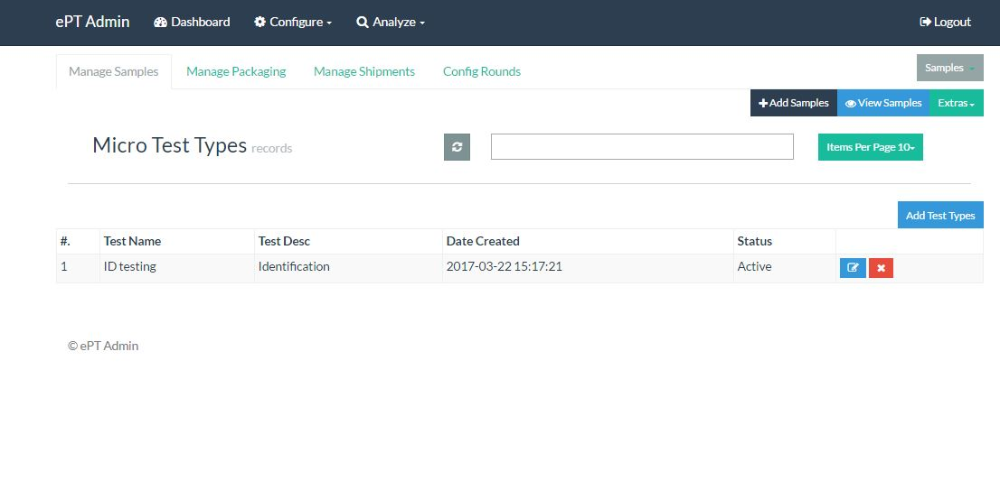 ePT Admin Dashboard Configure Analyze Logout
Manage Samples Manage Packaging Manage Shipments Config Rounds Samples
Add Samples View Samples Extras
Micro Test Types records Items Per Page 10
Add Test Types
#. Test Name Test Desc Date Created Status
1 ID testing Identification 2017-03-22 15:17:21 Active
© ePT Admin